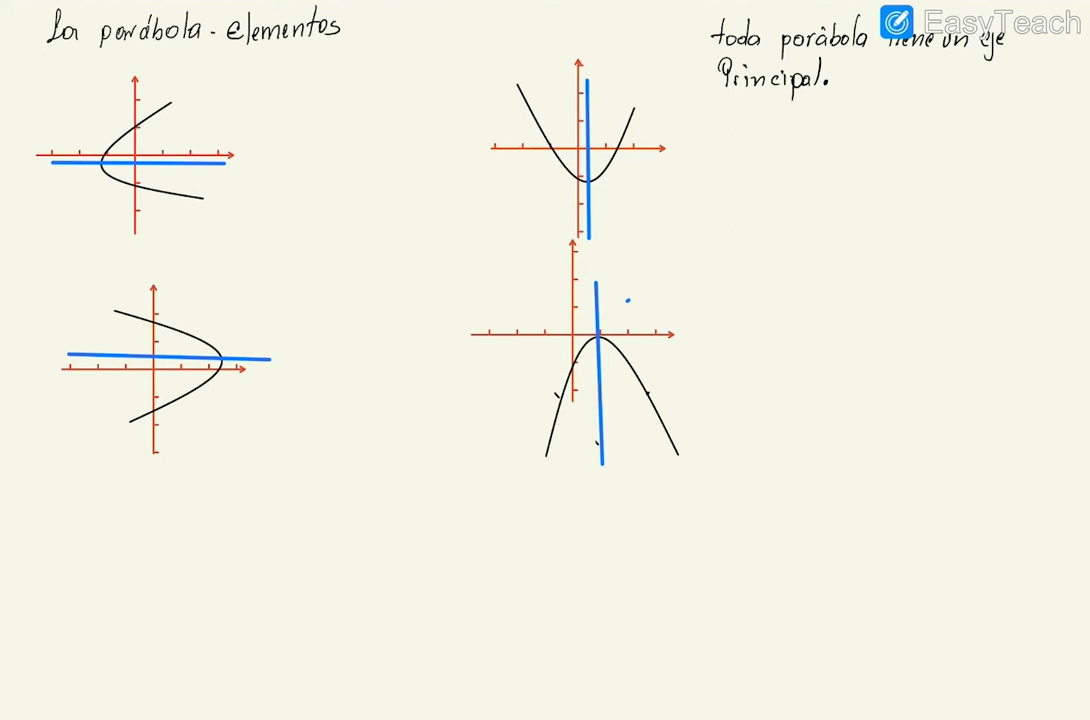 La parábola - Elementos
EasyTeach
toda parábola tiene un eje
Principal.